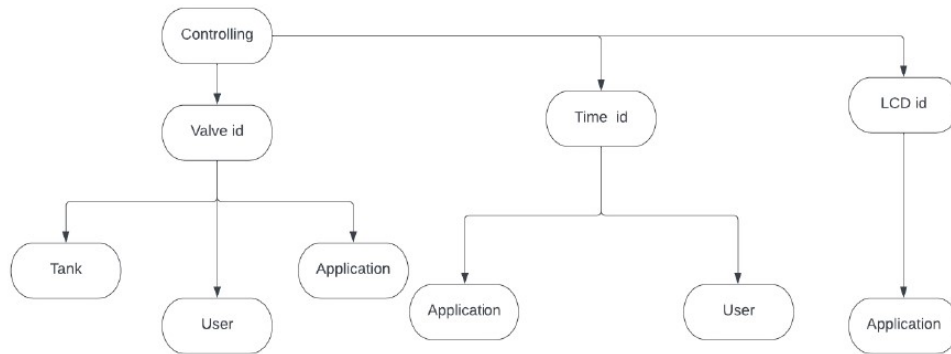 Controlling
Valve id
Time id
LCD id
Tank
User
Application
Application
User
Application